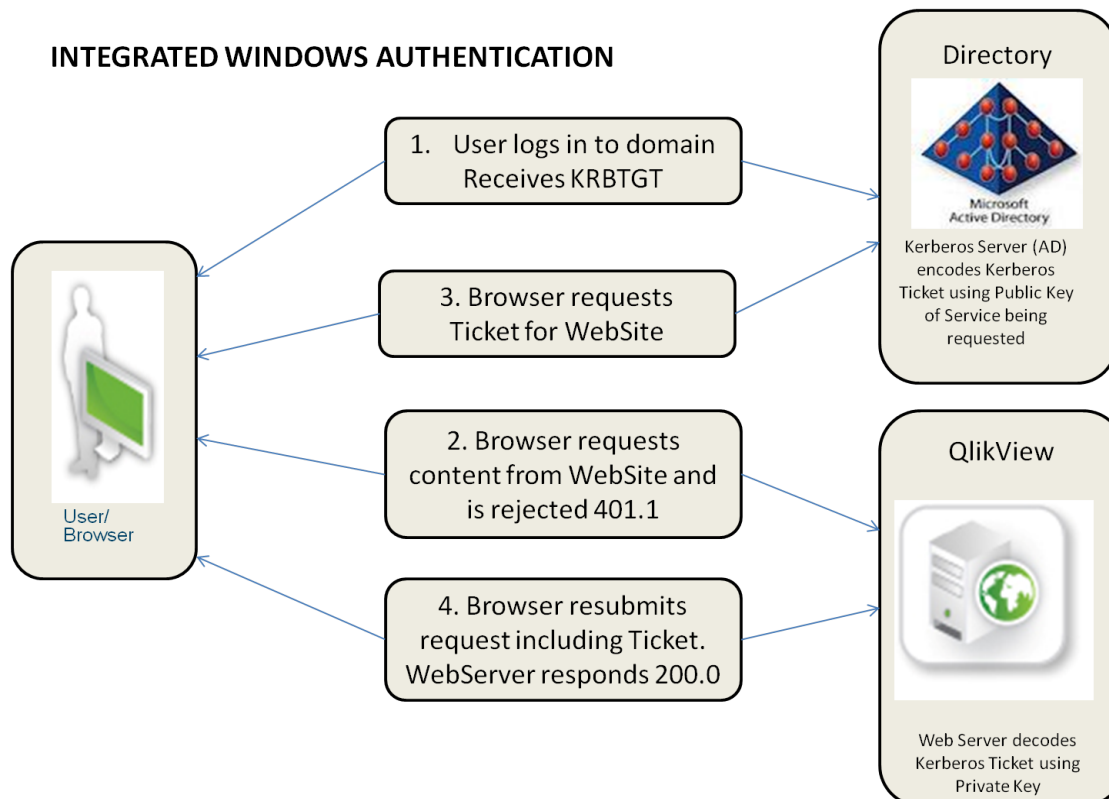 INTEGRATED WINDOWS AUTHENTICATION
Directory
Microsoft
Active Directory
Kerberos Server (AD)
encodes Kerberos
Ticket using Public Key
of Service being
requested
1. User logs in to domain
Receives KRBTGT
3. Browser requests
Ticket for WebSite
2. Browser requests
content from WebSite and
is rejected 401.1
4. Browser resubmits
request including Ticket.
WebServer responds 200.0
User/
Browser
QlikView
Web Server decodes
Kerberos Ticket using
Private Key